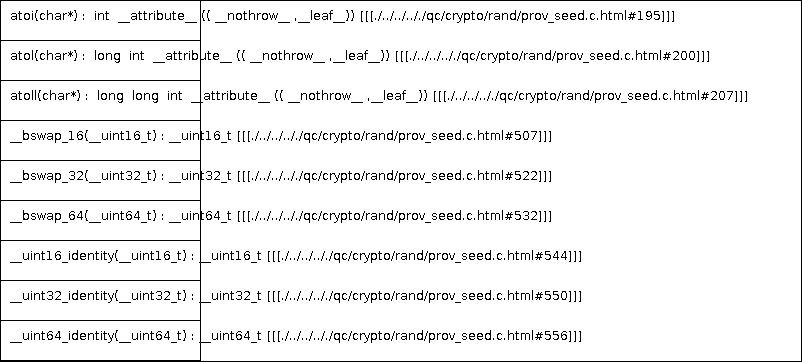 atoi(char*) : int __attribute__ (( __nothrow__ ,__leaf__)) [[[./../../../qc/crypto/rand/prov_seed.c.html#195]]]
atol(char*) : long int __attribute__ (( __nothrow__ ,__leaf__)) [[[./../../../qc/crypto/rand/prov_seed.c.html#200]]]
atoll(char*) : long long int __attribute__ (( __nothrow__ ,__leaf__)) [[[./../../../qc/crypto/rand/prov_seed.c.html#207]]]
__bswap_16(__uint16_t) : __uint16_t [[[./../../../qc/crypto/rand/prov_seed.c.html#507]]]
__bswap_32(__uint32_t) : __uint32_t [[[./../../../qc/crypto/rand/prov_seed.c.html#522]]]
__bswap_64(__uint64_t) : __uint64_t [[[./../../../qc/crypto/rand/prov_seed.c.html#532]]]
__uint16_identity(__uint16_t) : __uint16_t [[[./../../../qc/crypto/rand/prov_seed.c.html#544]]]
__uint32_identity(__uint32_t) : __uint32_t [[[./../../../qc/crypto/rand/prov_seed.c.html#550]]]
__uint64_identity(__uint64_t) : __uint64_t [[[./../../../qc/crypto/rand/prov_seed.c.html#556]]]